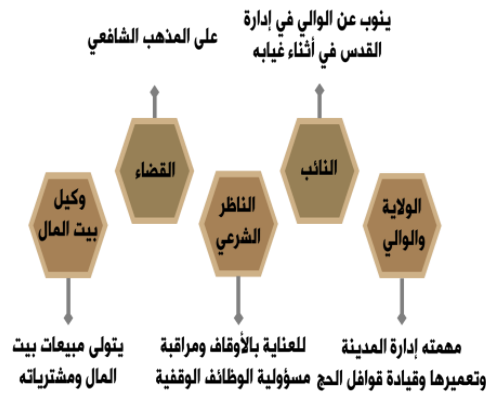 ينوب عن الوالي في إدارة
القدس في أثناء غيابه
على المذهب الشافعي
الولاية
والوالي
النائب
الناظر
الشرعي
القضاء
وكيل
بيت المال
مهمته إدارة المدينة
وتعميرها وقيادة قوافل الحج
للعناية بالأوقاف ومراقبة
مسؤولية الوظائف الوقفية
يتولى مبيعات بيت
المال ومشترياته